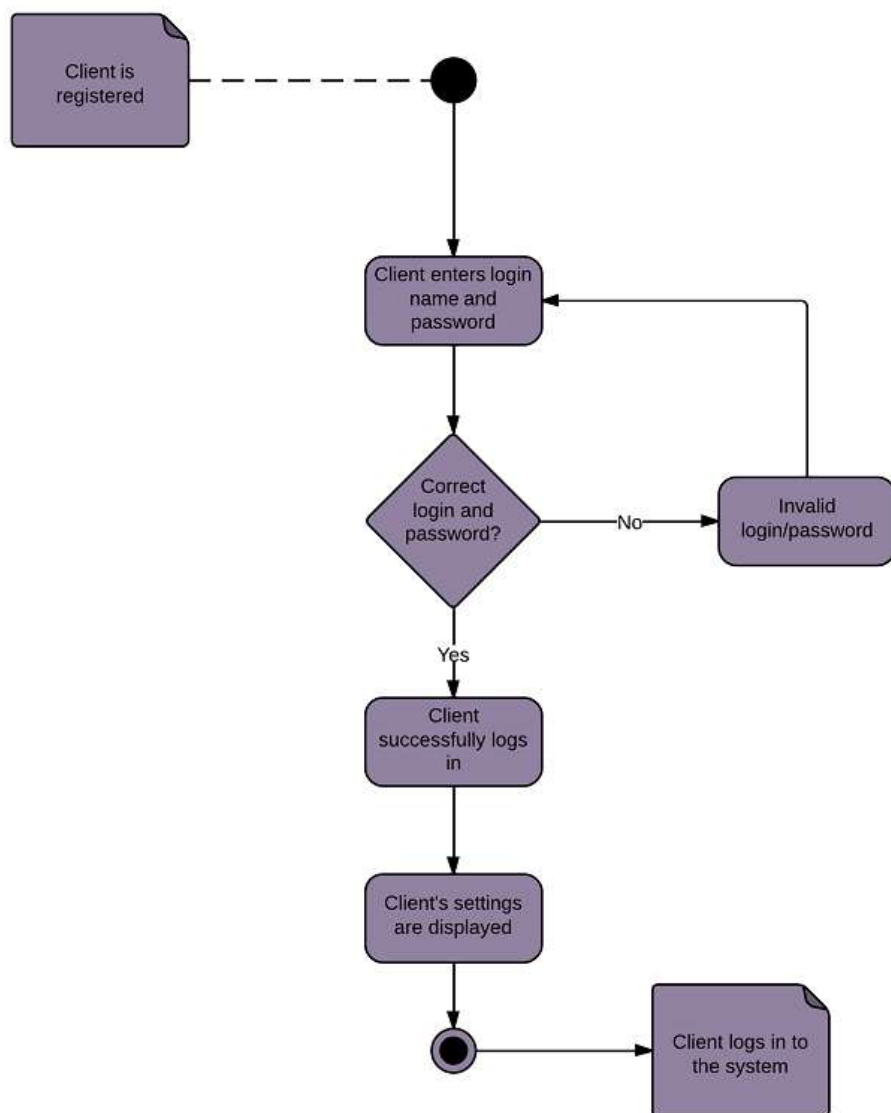 Client is
registered
Client enters login
name and
password
Correct
login and
password?
No
Invalid
login/password
Yes
Client
successfully logs
in
Client's settings
are displayed
Client logs in to
the system